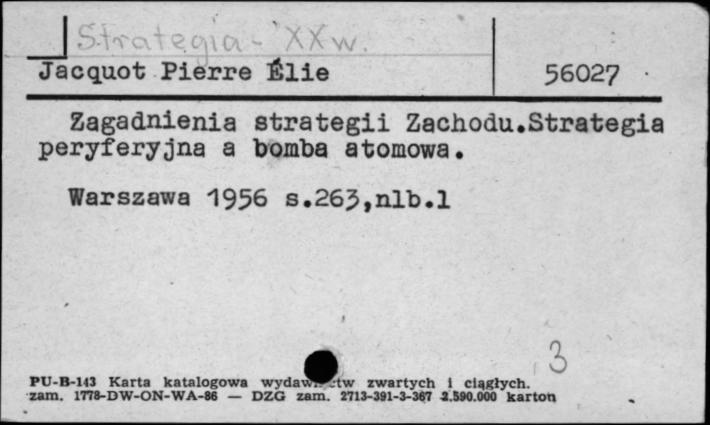 Strategia - XX w.
Jacquot Pierre Élie 56027
Zagadnienia strategii Zachodu.Strategia
peryferyjna a bomba atomowa.
Warszawa 1956 s.263,nlb.1
3
PU-B-143 Karta katalogowa zwartych i ciągłych.
zam. 1778-DW-ON-WA-86 — DZG zam. 2713-391-3-367 2.590.000 karton